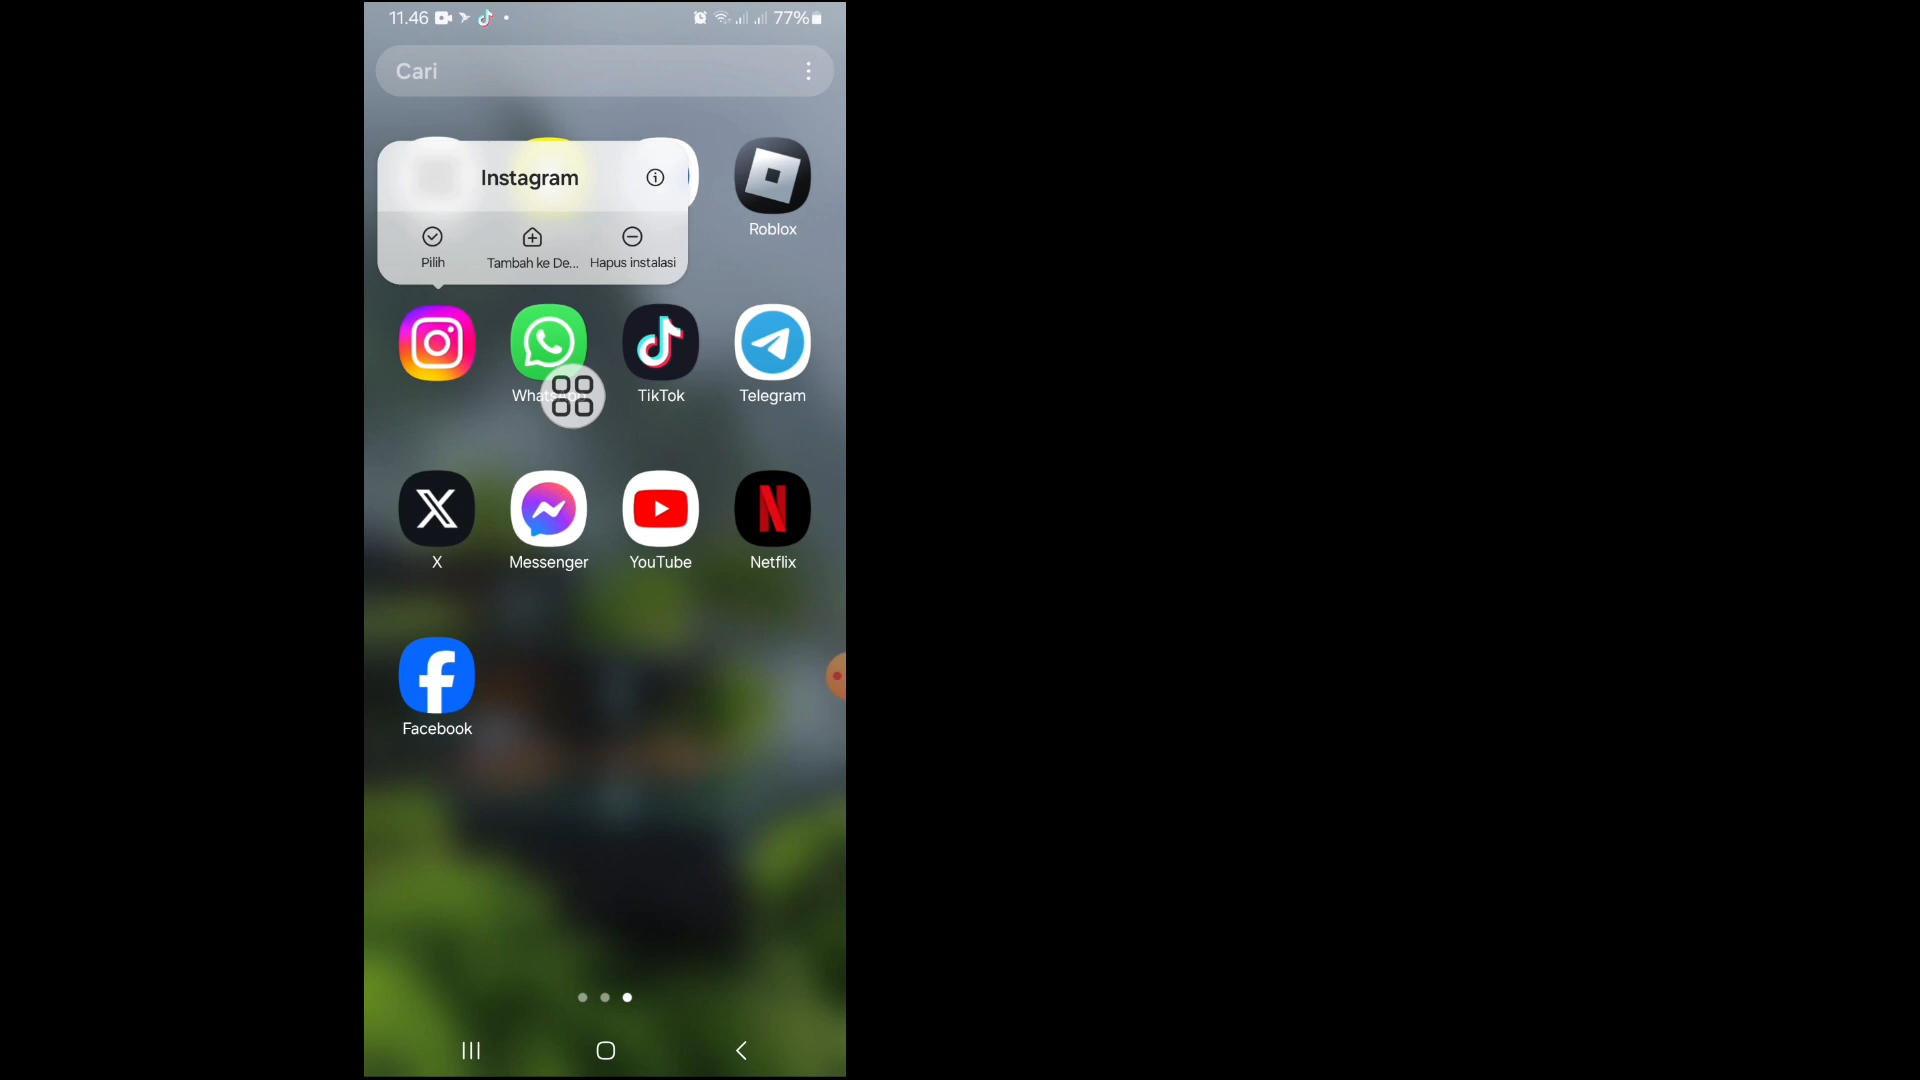 11.46 77%
Cari
Instagram
Pilih Tambah ke De... Hapus instalasi
Roblox
WhatsApp TikTok Telegram
X Messenger YouTube Netflix
Facebook